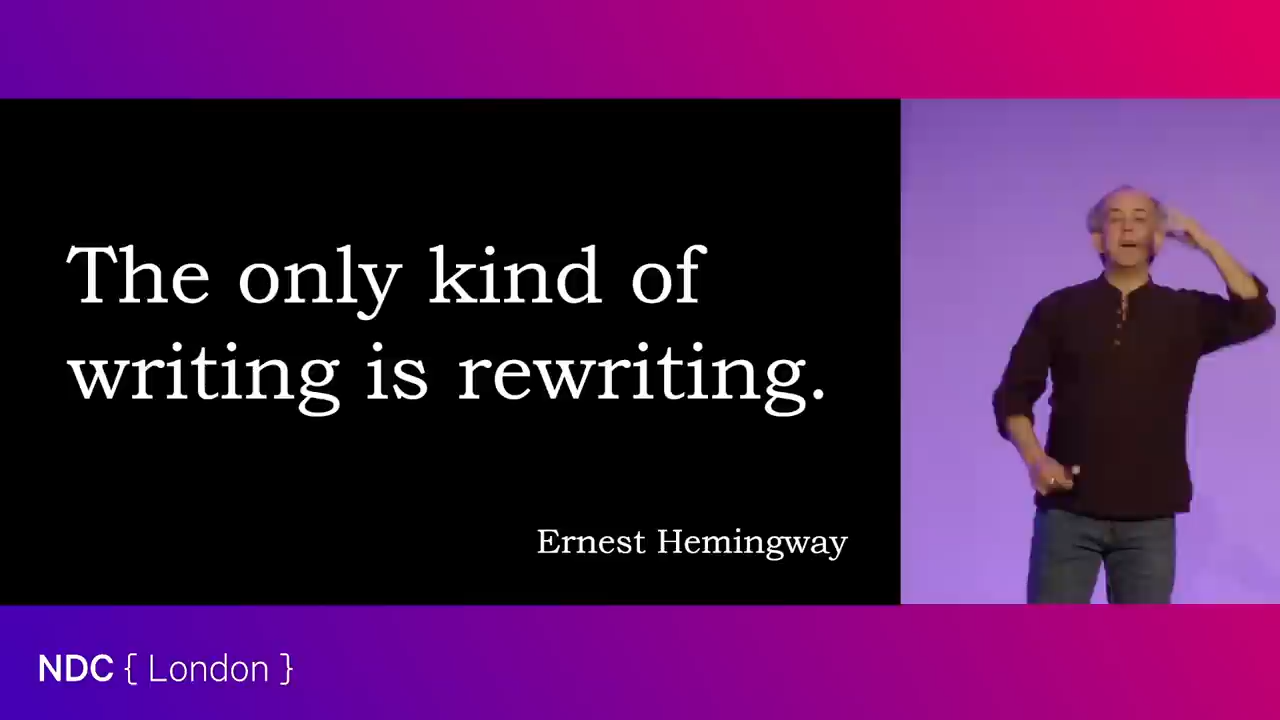 The only kind of
writing is rewriting.
Ernest Hemingway
NDC { London }